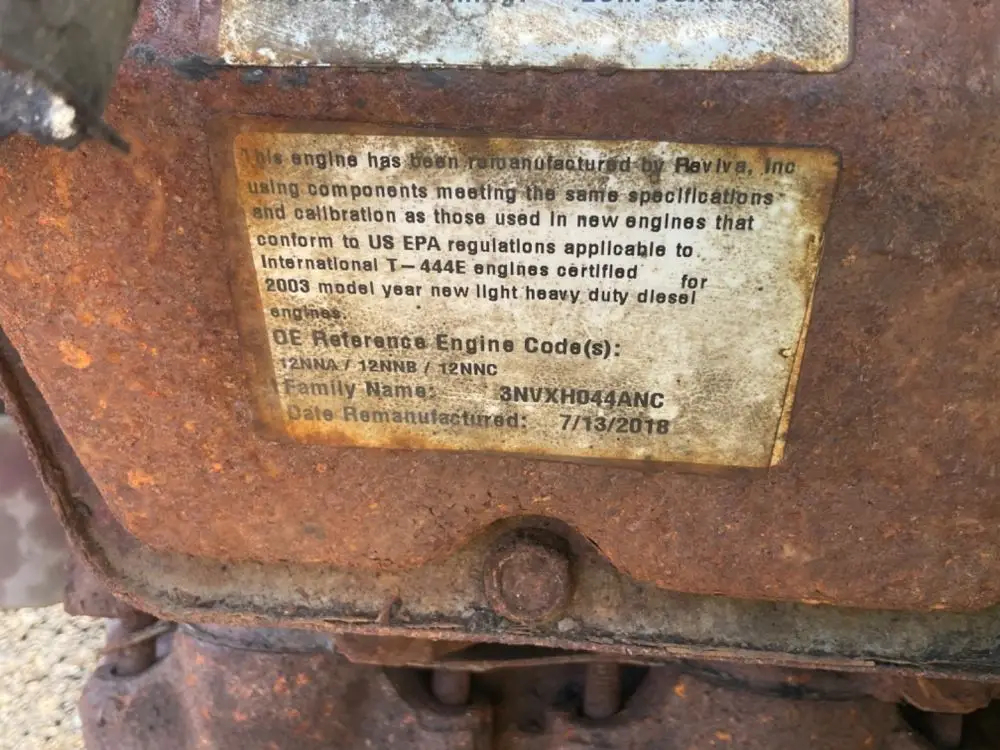 This engine has been remanufactured by Reviva, Inc
using components meeting the same specifications
and calibration as those used in new engines that
conform to US EPA regulations applicable to
International T-444E engines certified for
2003 model year new light heavy duty diesel
engines.
OE Reference Engine Code(s):
12NNA / 12NNB / 12NNC
Family Name: 3NVXH044ANC
Date Remanufactured: 7/13/2018